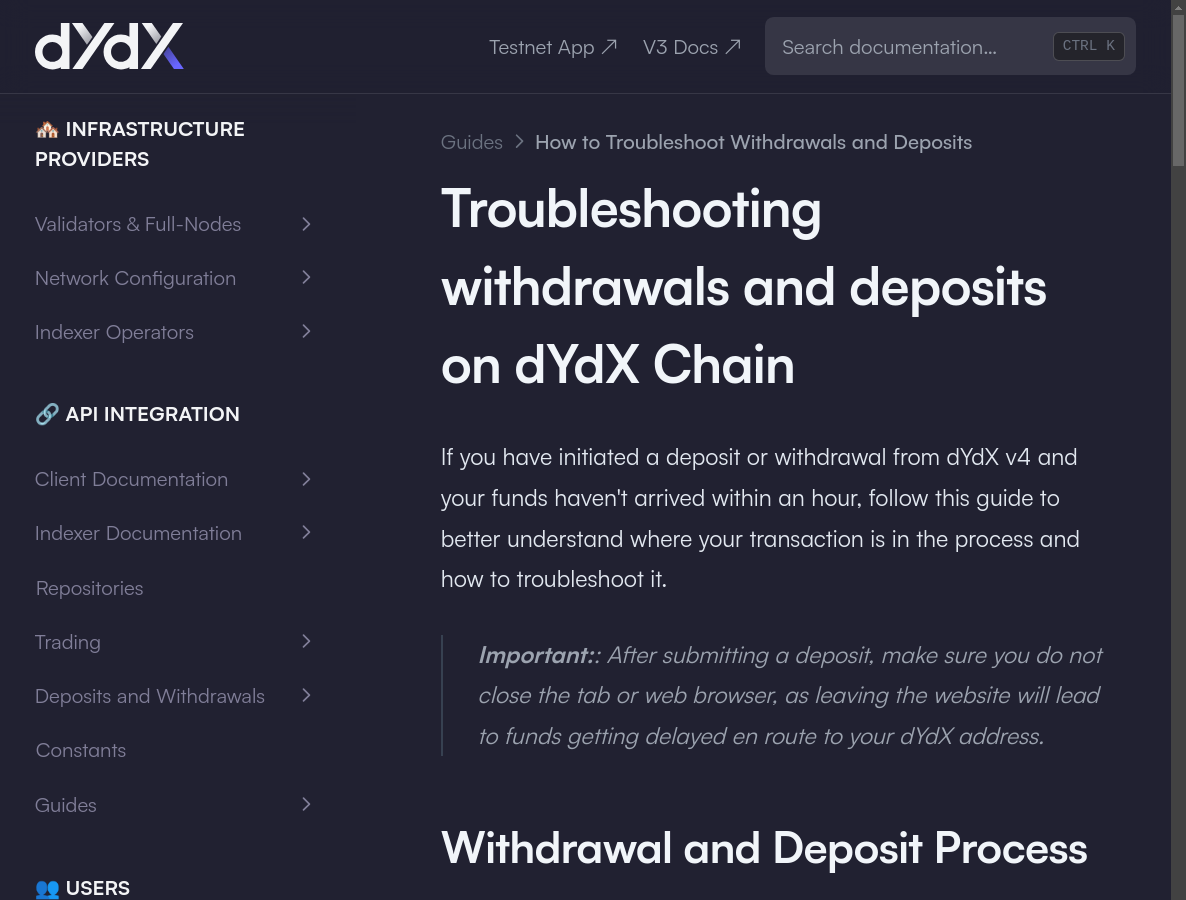 dYdX
Testnet App
V3 Docs
Search documentation...
CTRL K
INFRASTRUCTURE
PROVIDERS
Validators & Full-Nodes
Network Configuration
Indexer Operators
API INTEGRATION
Client Documentation
Indexer Documentation
Repositories
Trading
Deposits and Withdrawals
Constants
Guides
USERS
Guides
How to Troubleshoot Withdrawals and Deposits
Troubleshooting
withdrawals and deposits
on dYdX Chain
If you have initiated a deposit or withdrawal from dYdX v4 and
your funds haven't arrived within an hour, follow this guide to
better understand where your transaction is in the process and
how to troubleshoot it.
Important:: After submitting a deposit, make sure you do not
close the tab or web browser, as leaving the website will lead
to funds getting delayed en route to your dYdX address.
Withdrawal and Deposit Process